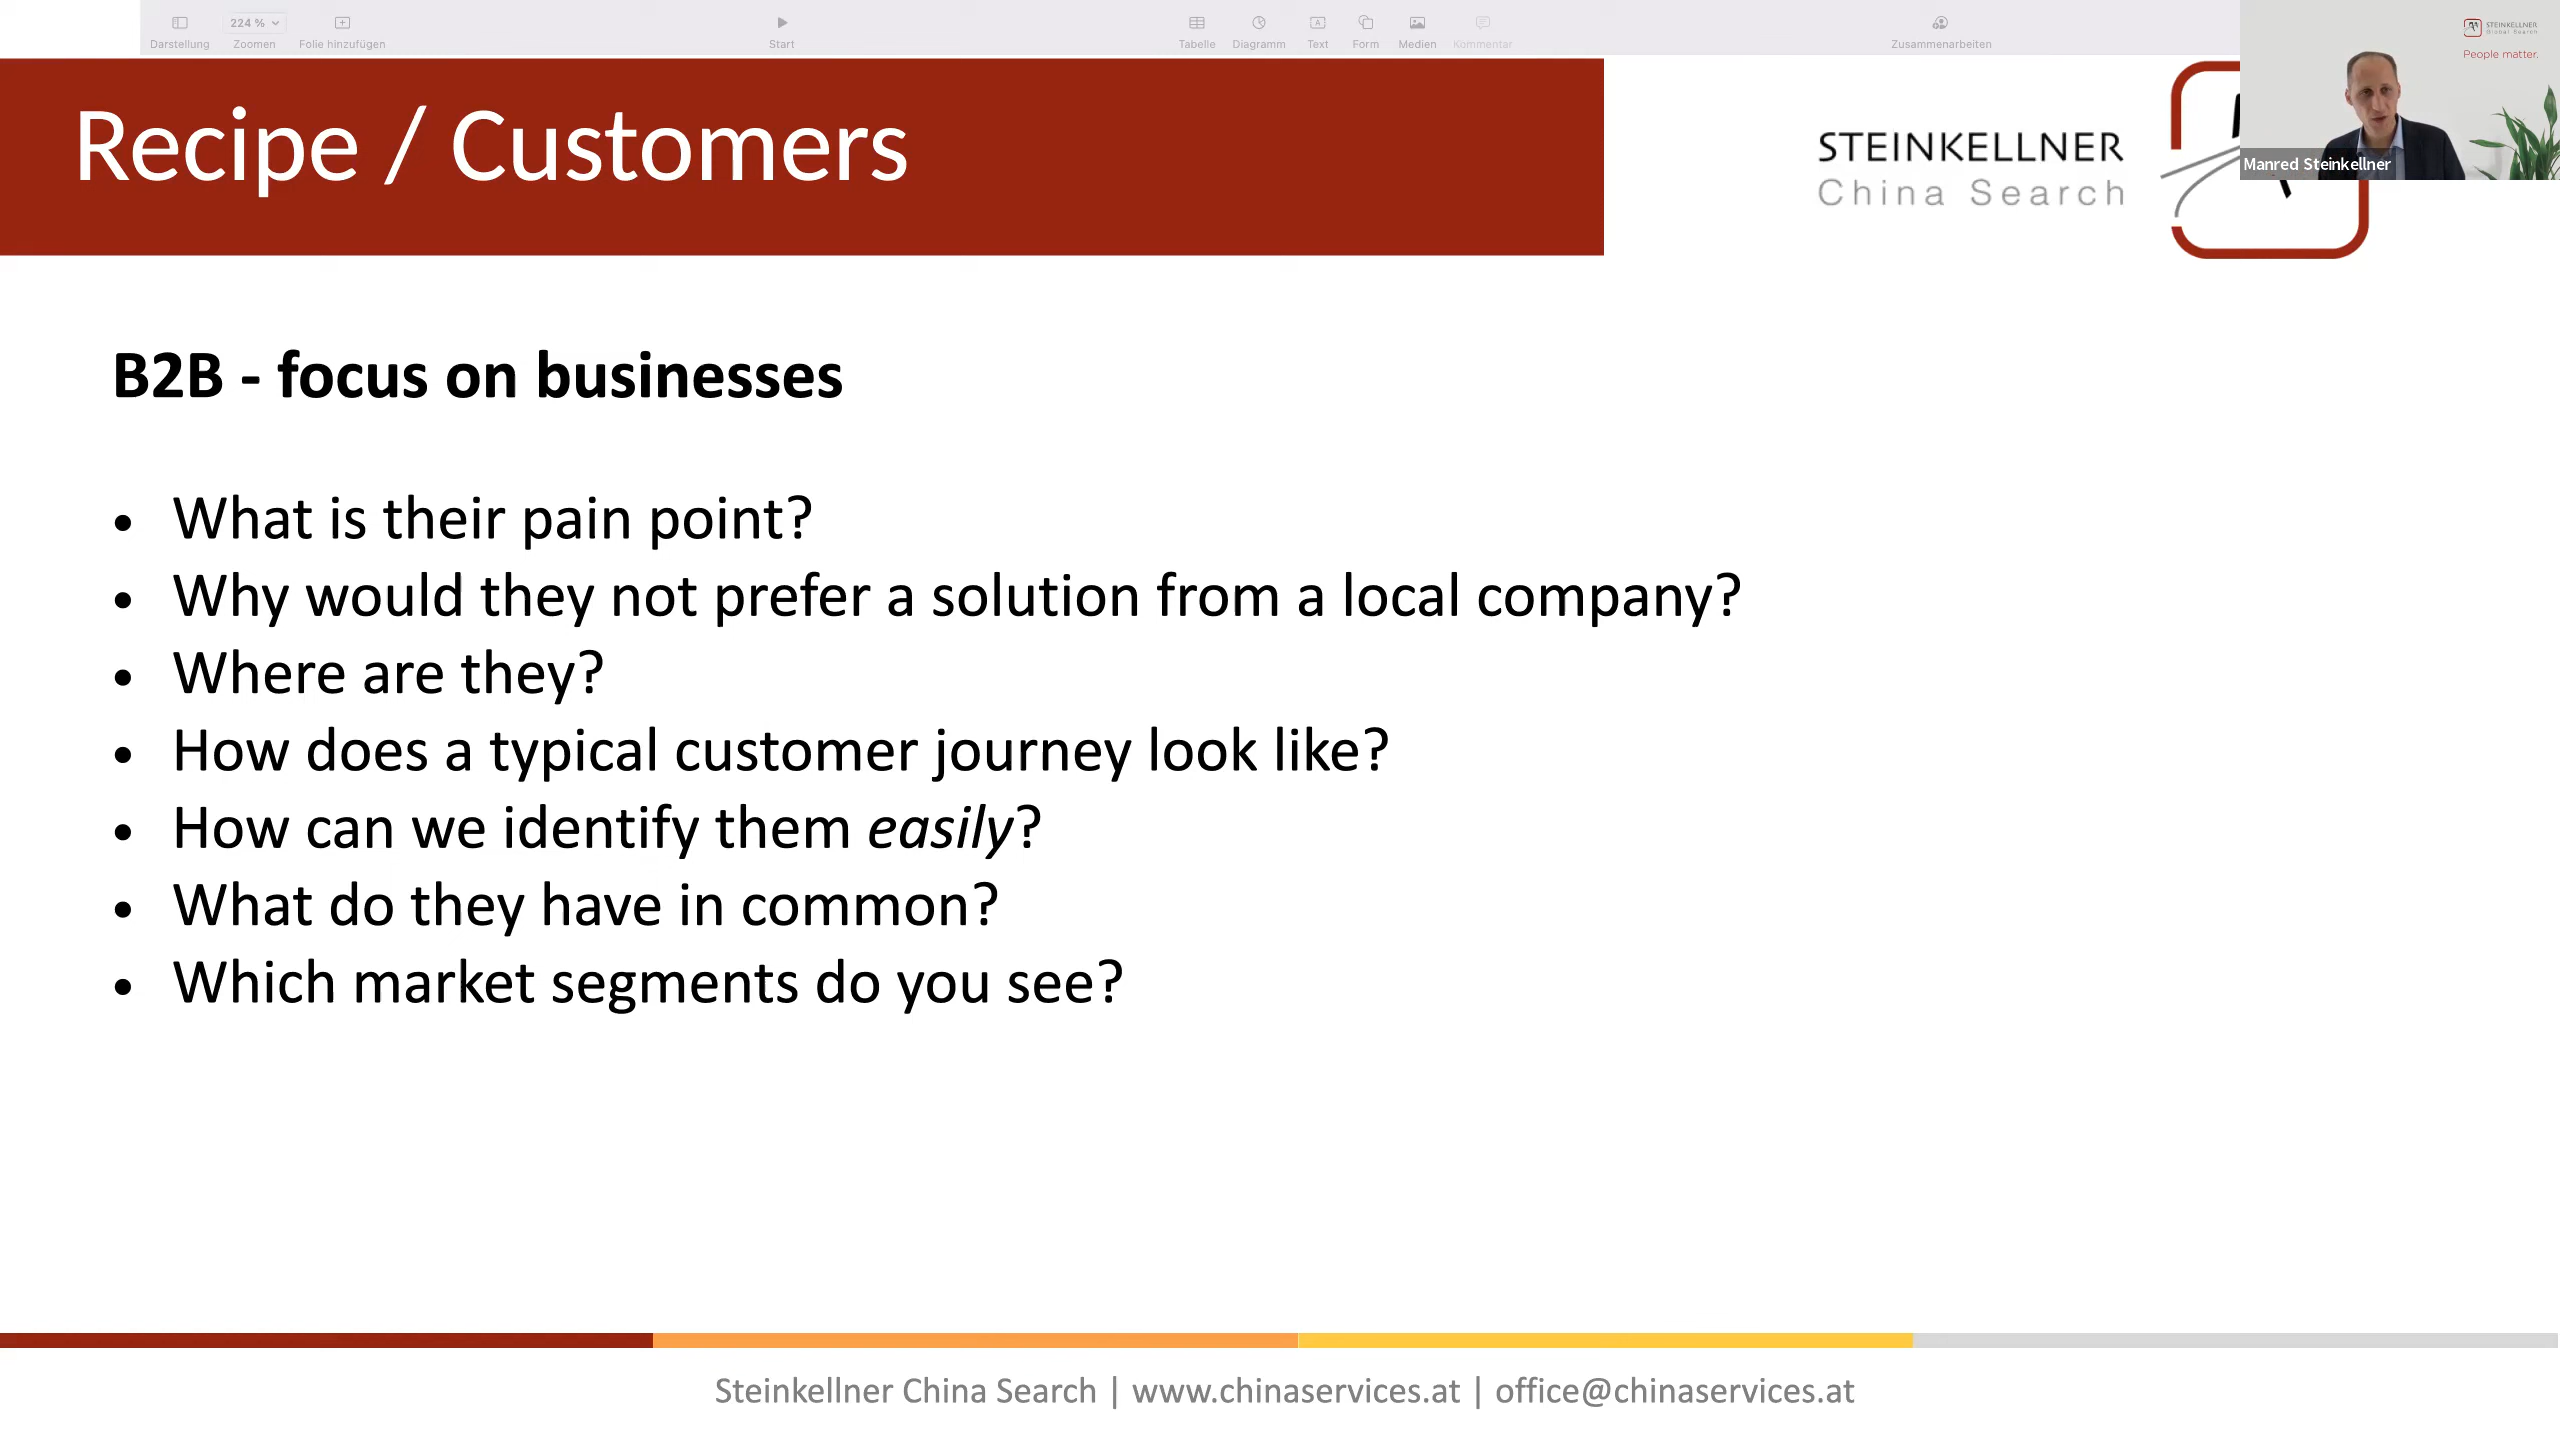 224 %
Darstellung Zoomen Folie hinzufügen Start Tabelle Diagramm Text Form Medien Kommentar Zusammenarbeiten
STEINKELLNER
Global Search
People matter.
Manred Steinkellner
Recipe / Customers
STEINKELLNER
China Search
B2B - focus on businesses
• What is their pain point?
• Why would they not prefer a solution from a local company?
• Where are they?
• How does a typical customer journey look like?
• How can we identify them easily?
• What do they have in common?
• Which market segments do you see?
Steinkellner China Search | www.chinaservices.at | office@chinaservices.at